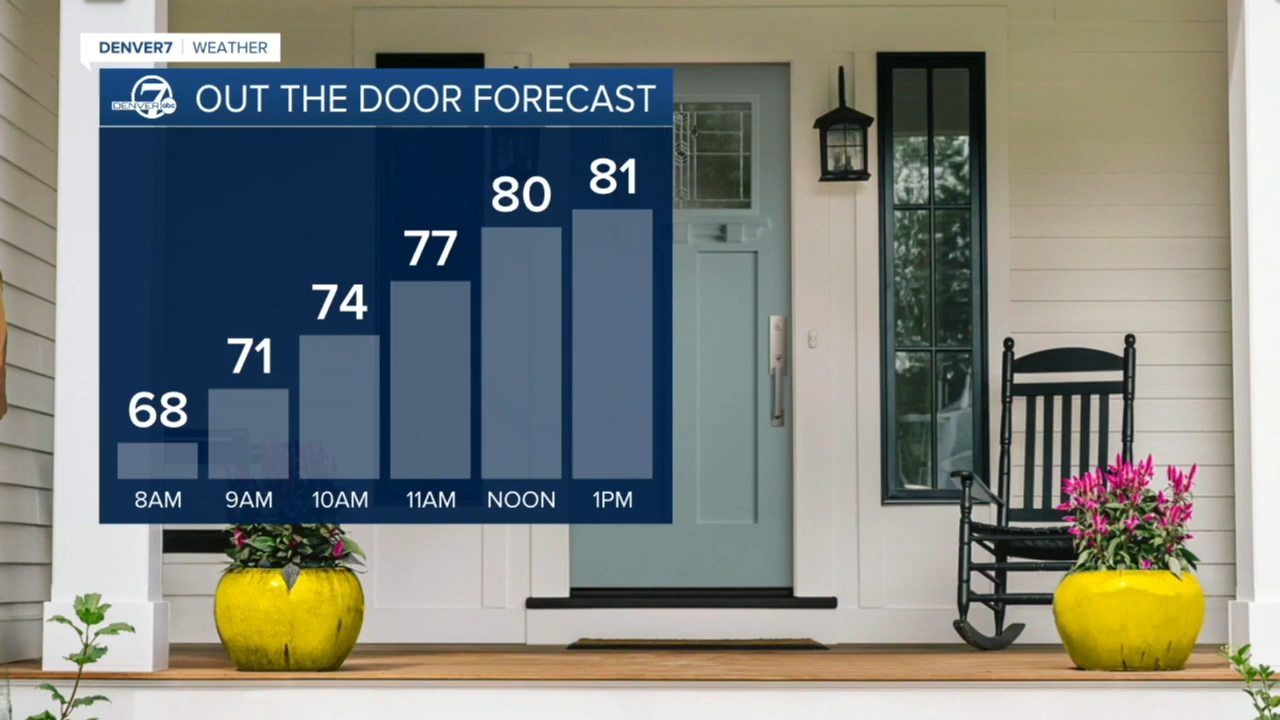 DENVER7 | WEATHER
7
DENVER abc
OUT THE DOOR FORECAST
68 71 74 77 80 81
8AM 9AM 10AM 11AM NOON 1PM